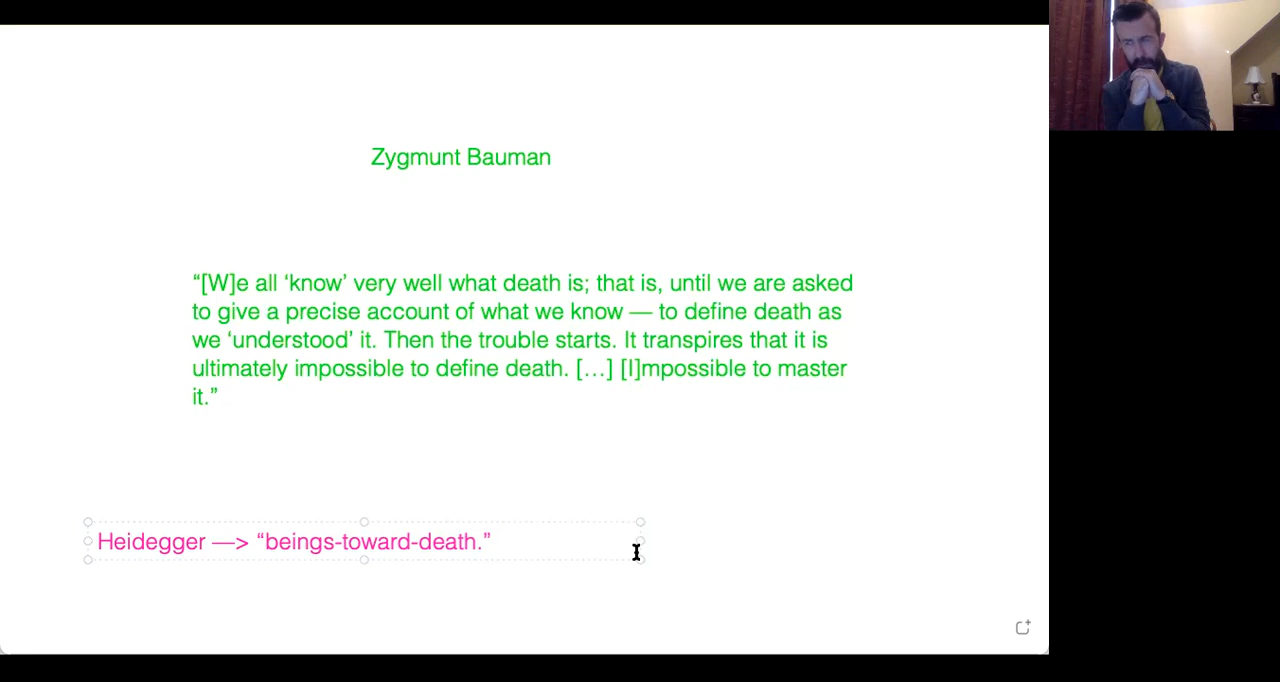 Zygmunt Bauman
“[W]e all ‘know’ very well what death is; that is, until we are asked
to give a precise account of what we know — to define death as
we ‘understood’ it. Then the trouble starts. It transpires that it is
ultimately impossible to define death. […] [I]mpossible to master
it.”
Heidegger —> “beings-toward-death.”